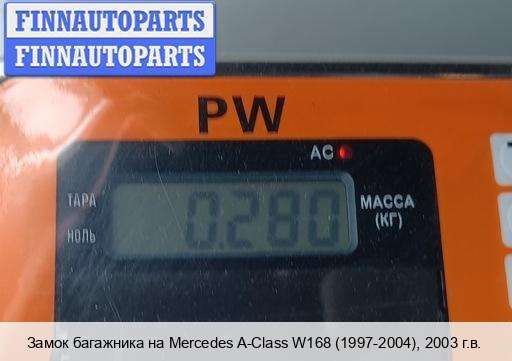 FINNAUTOPARTS
FINNAUTOPARTS
PW
AC
ТАРА
НОЛЬ
0.280
МАССА
(КГ)
Замок багажника на Mercedes A-Class W168 (1997-2004), 2003 г.в.